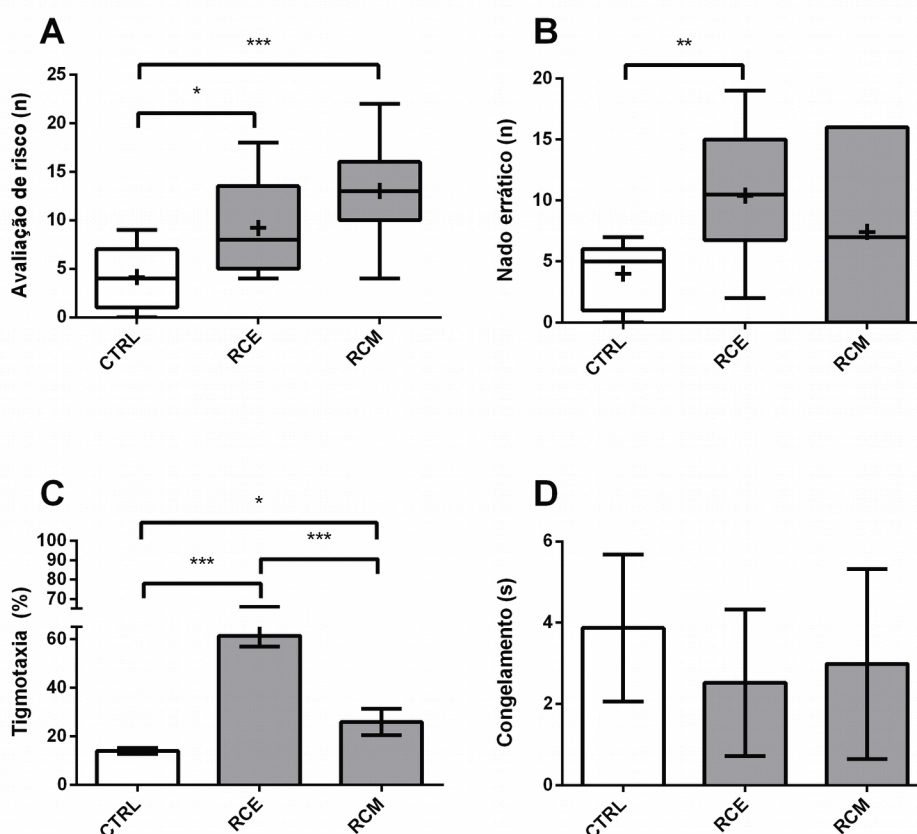 A
***
*
Avaliação de risco (n)
25
20
15
10
5
0
CTRL
RCE
RCM
B
**
Nado errático (n)
20
15
10
5
0
CTRL
RCE
RCM
C
*
***
***
Tigmotaxia (%)
100
90
80
70
60
40
20
0
CTRL
RCE
RCM
D
Congelamento (s)
6
4
2
0
CTRL
RCE
RCM